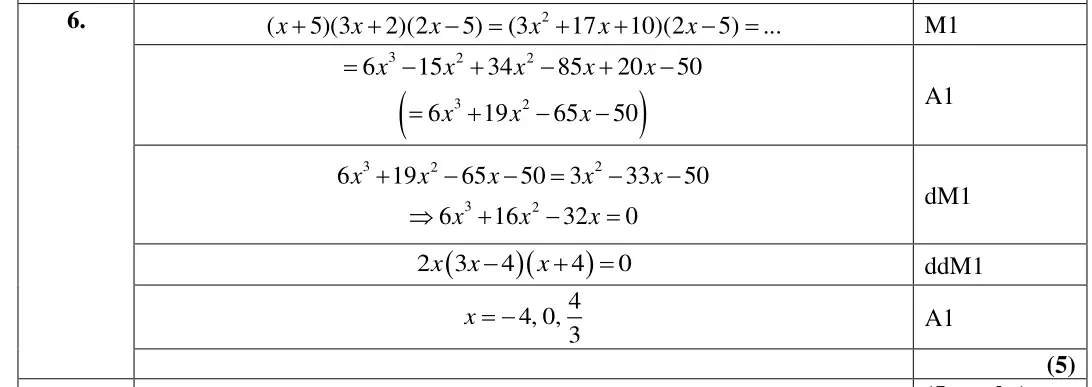 6. (x + 5)(3x + 2)(2x − 5) = (3x² + 17x + 10)(2x − 5) = ... M1
= 6x³ − 15x² + 34x² − 85x + 20x − 50
(= 6x³ + 19x² − 65x − 50) A1
6x³ + 19x² − 65x − 50 = 3x² − 33x − 50
⇒ 6x³ + 16x² − 32x = 0 dM1
2x(3x − 4)(x + 4) = 0 ddM1
x = −4, 0, 4/3 A1
(5)